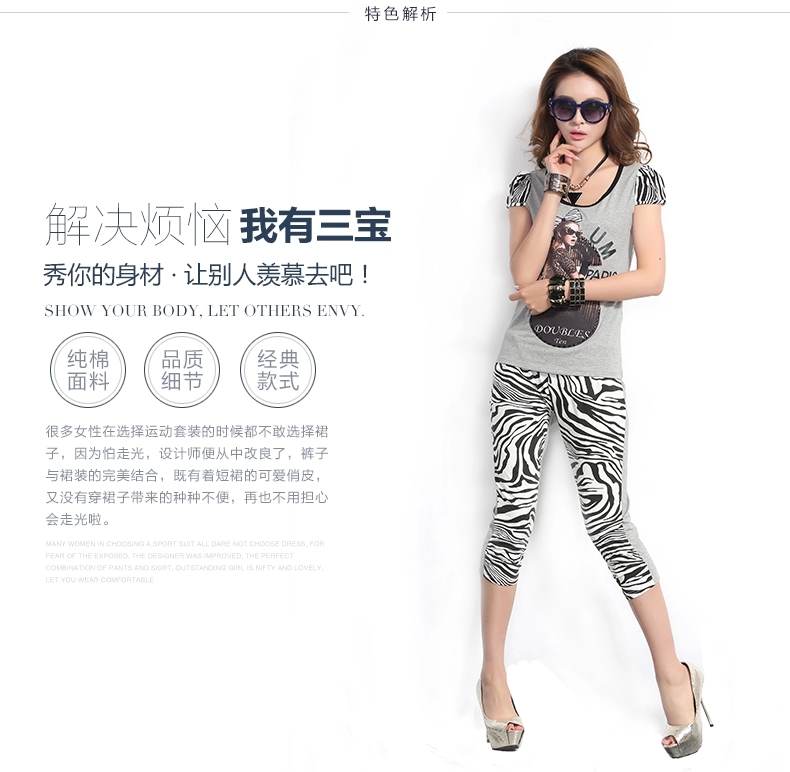 特色解析
解决烦恼 我有三宝
秀你的身材 · 让别人羡慕去吧！
SHOW YOUR BODY, LET OTHERS ENVY.
纯棉 品质 经典
面料 细节 款式
很多女性在选择运动套装的时候都不敢选择裙
子，因为怕走光，设计师便从中改良了，裤子
与裙装的完美结合，既有着短裙的可爱俏皮，
又没有穿裙子带来的种种不便，再也不用担心
会走光啦。
MANY WOMEN IN CHOOSING A SPORT SUIT ALL DARE NOT CHOOSE DRESS, FOR
FEAR OF THE EXPOSED, THE DESIGNER WAS IMPROVED, THE PERFECT
COMBINATION OF PANTS AND SKIRT, OUTSTANDING GIRL IS NIFTY AND LOVELY,
LET YOU WEAR COMFORTABLE
UM
PARIS
DOUBLES
Ten